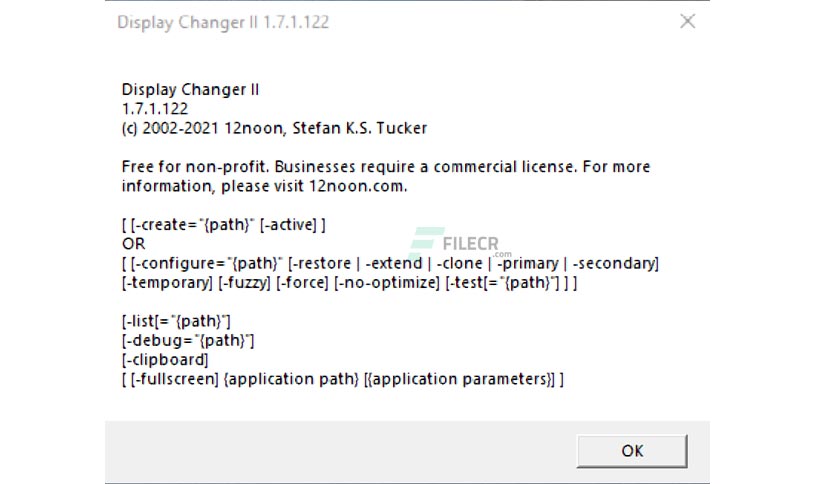 Display Changer II 1.7.1.122
Display Changer II
1.7.1.122
(c) 2002-2021 12noon, Stefan K.S. Tucker
Free for non-profit. Businesses require a commercial license. For more
information, please visit 12noon.com.
[ [-create="{path}" [-active] ]
OR
[ [-configure="{path}" [-restore | -extend | -clone | -primary | -secondary]
[-temporary] [-fuzzy] [-force] [-no-optimize] [-test[="{path}"] ] ]
[-list[="{path}"]
[-debug="{path}"]
[-clipboard]
[ [-fullscreen] {application path} [{application parameters}] ]
FILECR
.com
OK